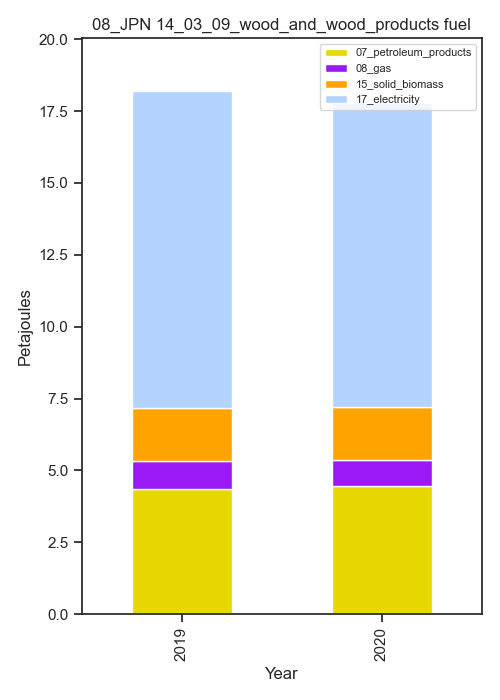 08_JPN 14_03_09_wood_and_wood_products fuel
07_petroleum_products
08_gas
15_solid_biomass
17_electricity
Petajoules
20.0
17.5
15.0
12.5
10.0
7.5
5.0
2.5
0.0
2019
2020
Year